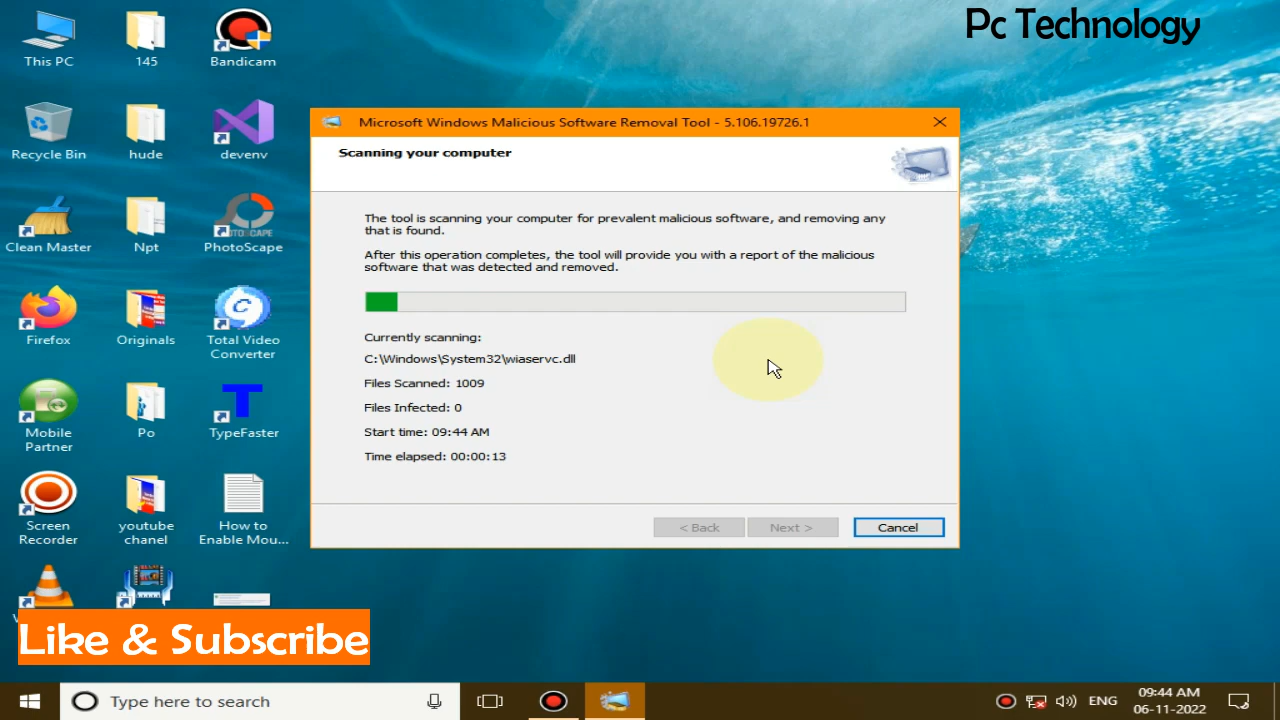 Pc Technology
This PC
145
Bandicam
Recycle Bin
hude
devenv
Clean Master
Npt
PhotoScape
Firefox
Originals
Total Video
Converter
Mobile
Partner
Po
TypeFaster
Screen
Recorder
youtube
chanel
How to
Enable Mou...
Microsoft Windows Malicious Software Removal Tool - 5.106.19726.1
Scanning your computer
The tool is scanning your computer for prevalent malicious software, and removing any
that is found.
After this operation completes, the tool will provide you with a report of the malicious
software that was detected and removed.
Currently scanning:
C:\Windows\System32\wiaservc.dll
Files Scanned: 1009
Files Infected: 0
Start time: 09:44 AM
Time elapsed: 00:00:13
< Back
Next >
Cancel
Like & Subscribe
Type here to search
ENG
09:44 AM
06-11-2022